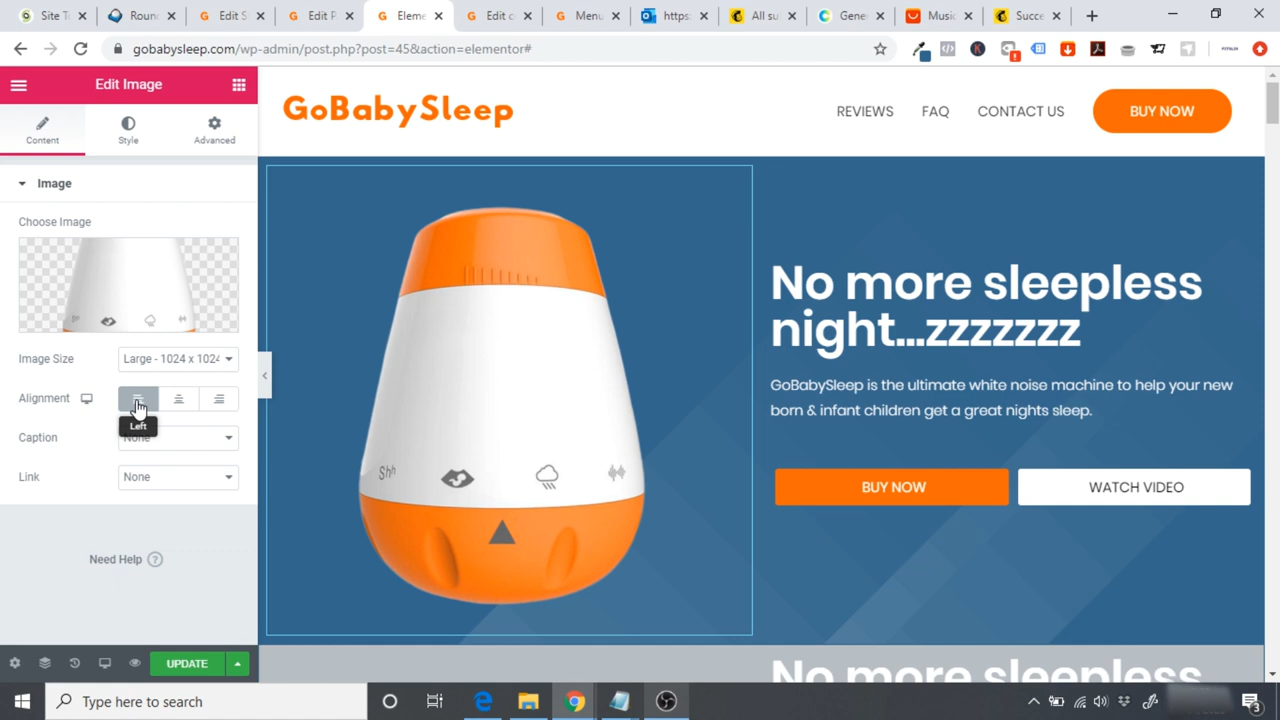 Site T
Roun
Edit S
Edit P
Eleme
Edit c
Menu
https:
All su
Gene
Music
Succe
gobabysleep.com/wp-admin/post.php?post=45&action=elementor#
Edit Image
Content
Style
Advanced
Image
Choose Image
Image Size
Large - 1024 x 1024
Alignment
Left
Caption
None
Link
None
Need Help
UPDATE
GoBabySleep
REVIEWS
FAQ
CONTACT US
BUY NOW
Shh
No more sleepless
night...zzzzzzz
GoBabySleep is the ultimate white noise machine to help your new
born & infant children get a great nights sleep.
BUY NOW
WATCH VIDEO
No more sleepless
Type here to search
3